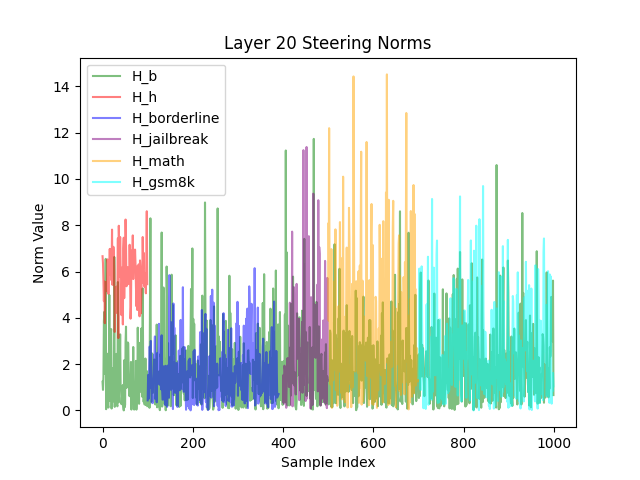 Layer 20 Steering Norms
H_b
H_h
H_borderline
H_jailbreak
H_math
H_gsm8k
Norm Value
14
12
10
8
6
4
2
0
0
200
400
600
800
1000
Sample Index